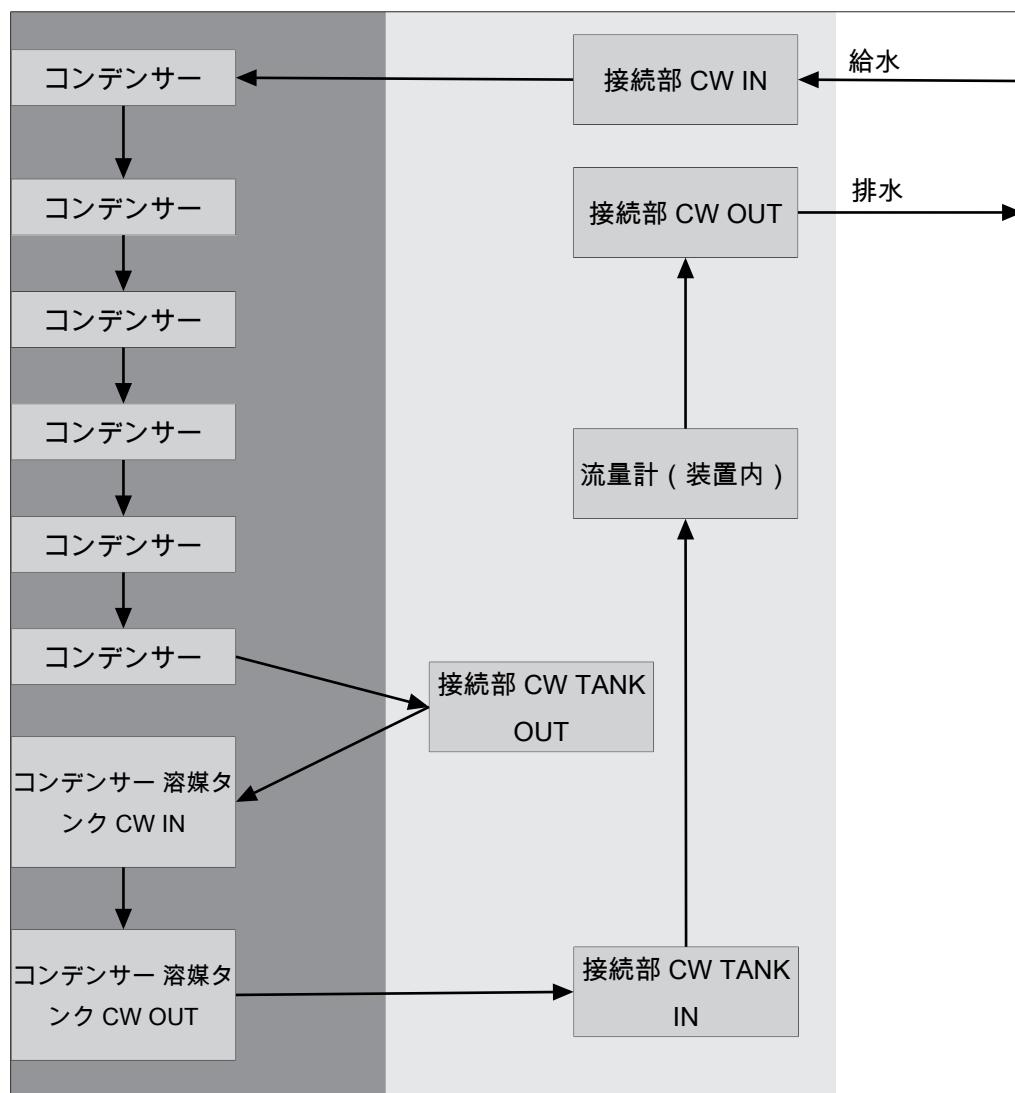 コンデンサー
接続部 CW IN
給水
コンデンサー
接続部 CW OUT
排水
コンデンサー
コンデンサー
流量計（装置内）
コンデンサー
コンデンサー
接続部 CW TANK
OUT
コンデンサー 溶媒タ
ンク CW IN
コンデンサー 溶媒タ
ンク CW OUT
接続部 CW TANK
IN